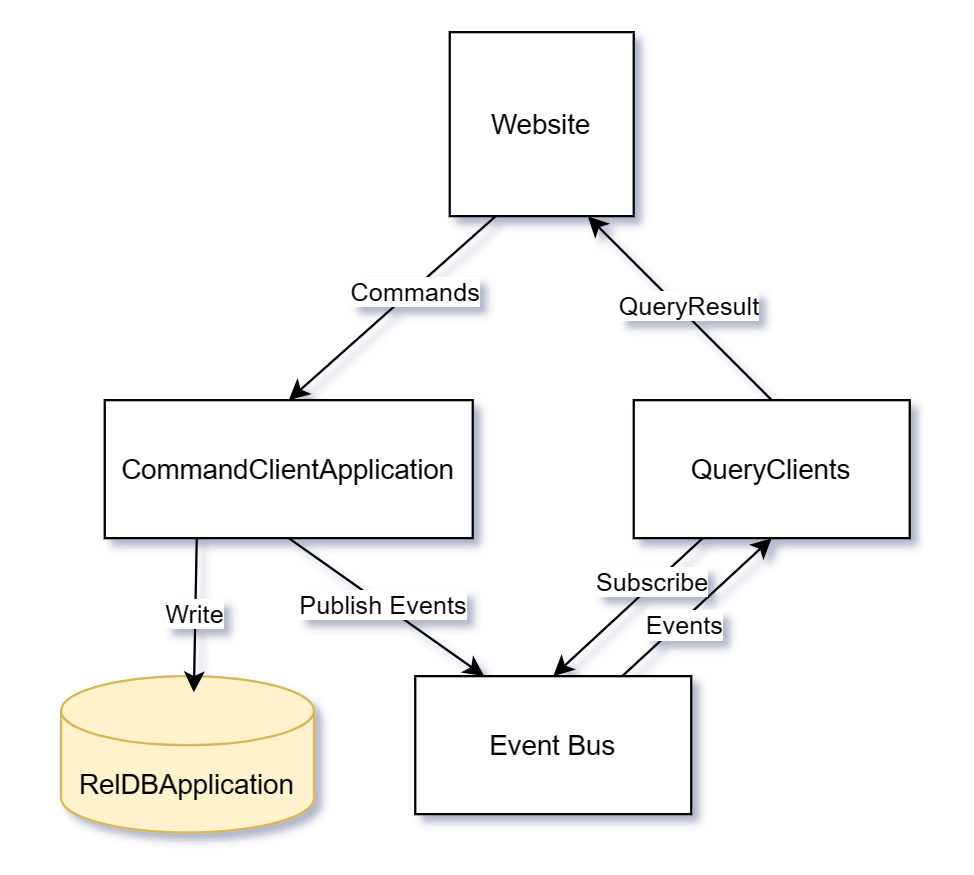 Website
Commands
QueryResult
CommandClientApplication
QueryClients
Subscribe
Publish Events
Write
Events
Event Bus
RelDBApplication